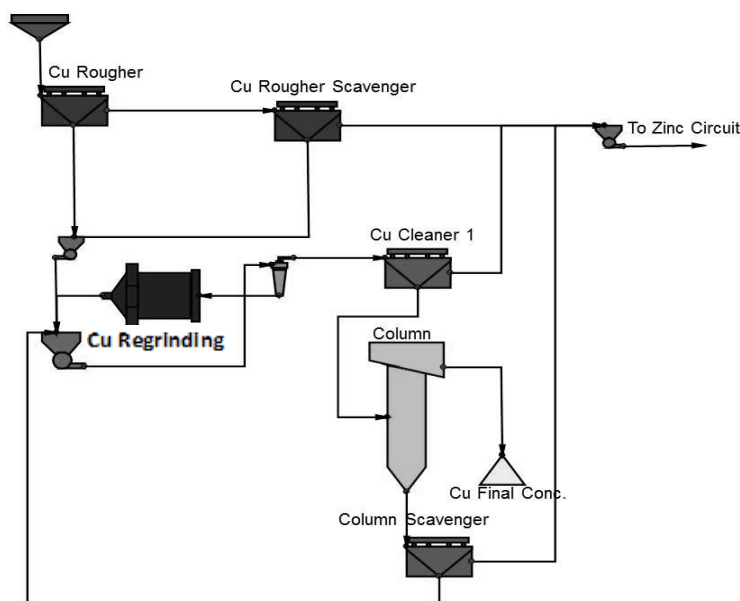 Cu Rougher
Cu Rougher Scavenger
To Zinc Circuit
Cu Cleaner 1
Column
Cu Regrinding
Cu Final Conc.
Column Scavenger